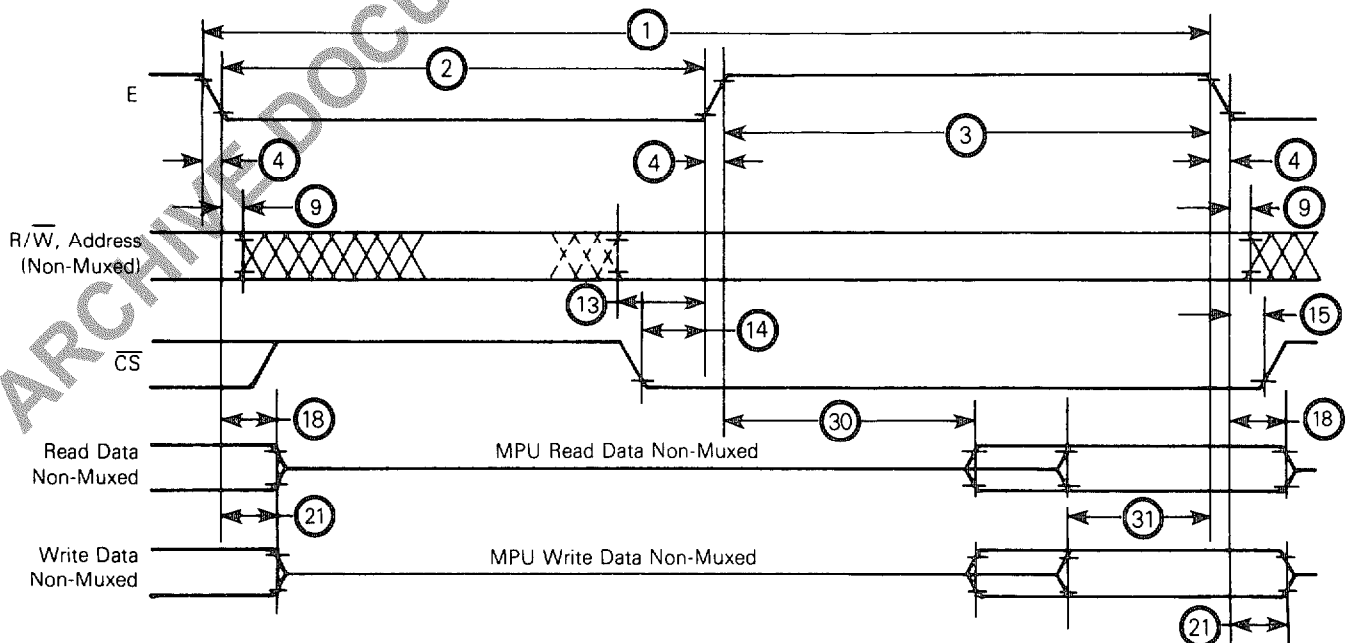 1
2
E
3
4
4
4
9
9
R/W̅, Address
(Non-Muxed)
13
14
15
C̅S̅
18
30
18
Read Data
Non-Muxed
MPU Read Data Non-Muxed
21
31
Write Data
Non-Muxed
MPU Write Data Non-Muxed
21
ARCHIVE DOCU